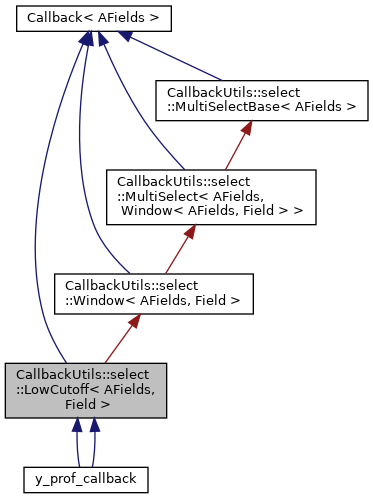 Callback< AFields >
CallbackUtils::select
::MultiSelectBase< AFields >
CallbackUtils::select
::MultiSelect< AFields,
Window< AFields, Field > >
CallbackUtils::select
::Window< AFields, Field >
CallbackUtils::select
::LowCutoff< AFields,
Field >
y_prof_callback